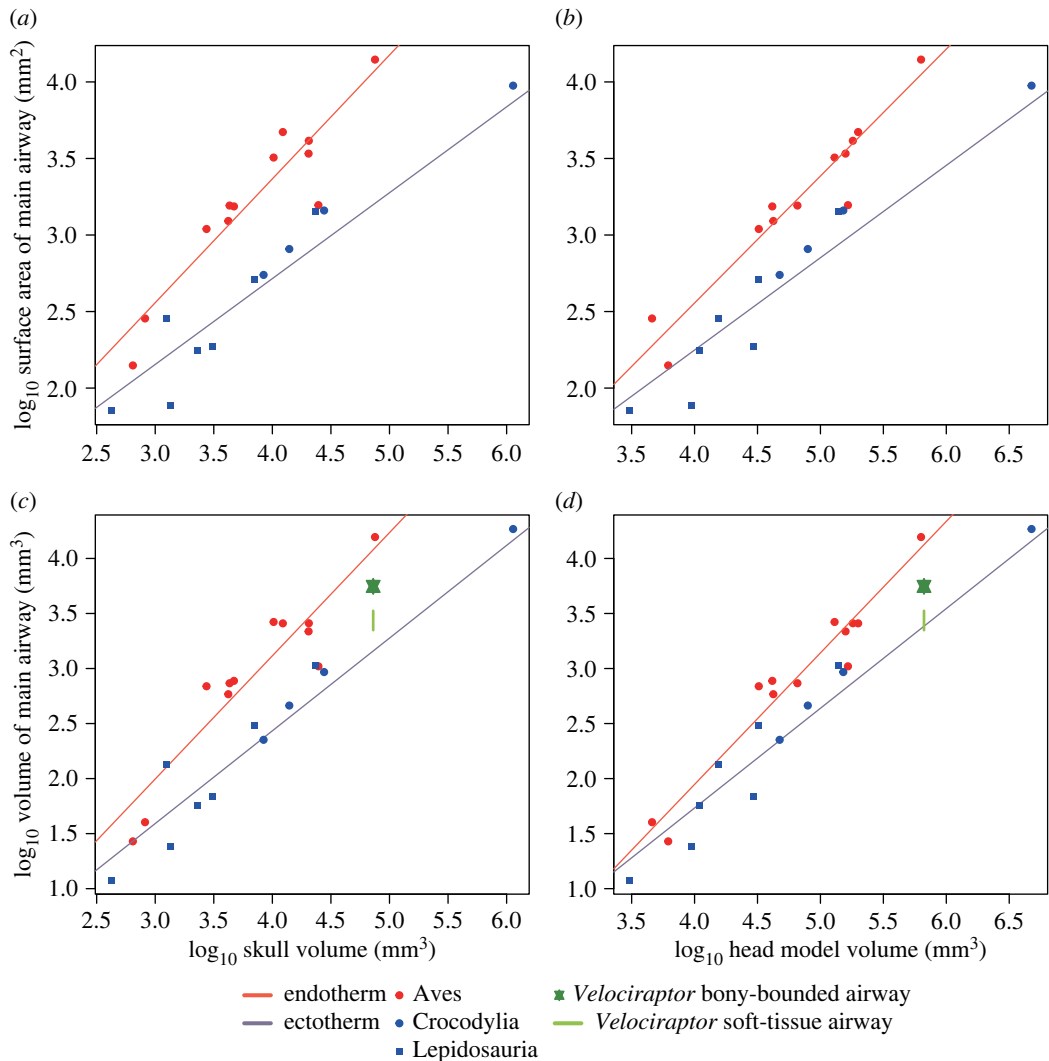 (a)
(b)
log10 surface area of main airway (mm2)
4.0
3.5
3.0
2.5
2.0
2.5 3.0 3.5 4.0 4.5 5.0 5.5 6.0
4.0
3.5
3.0
2.5
2.0
3.5 4.0 4.5 5.0 5.5 6.0 6.5
(c)
(d)
log10 volume of main airway (mm3)
4.0
3.5
3.0
2.5
2.0
1.5
1.0
2.5 3.0 3.5 4.0 4.5 5.0 5.5 6.0
log10 skull volume (mm3)
4.0
3.5
3.0
2.5
2.0
1.5
1.0
3.5 4.0 4.5 5.0 5.5 6.0 6.5
log10 head model volume (mm3)
endotherm
ectotherm
Aves
Crocodylia
Lepidosauria
Velociraptor bony-bounded airway
Velociraptor soft-tissue airway